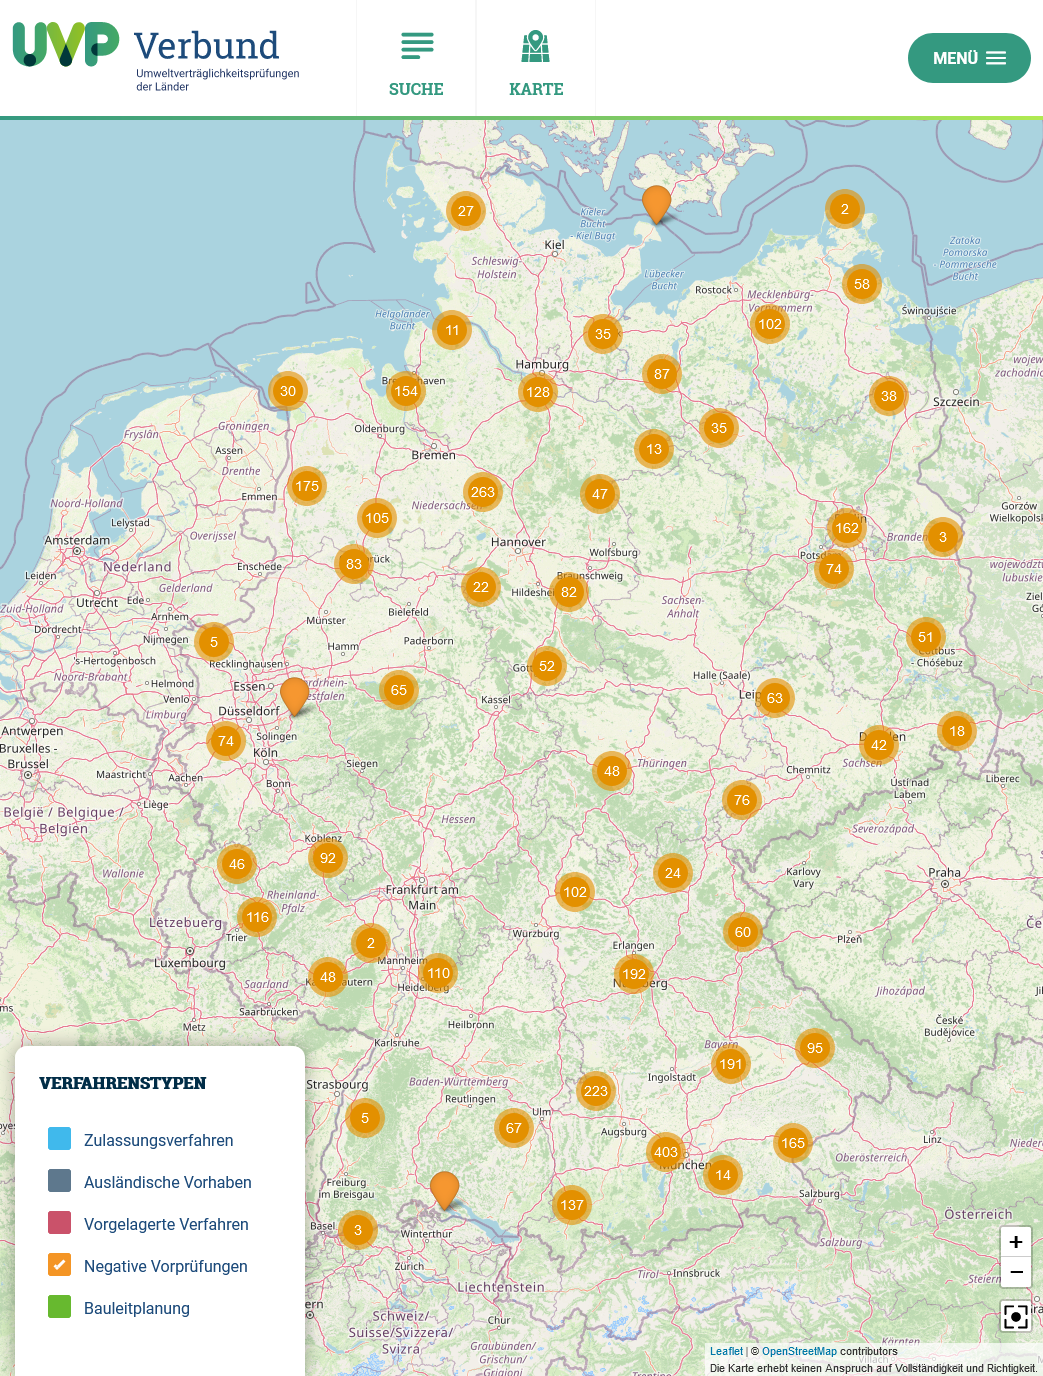 UVP Verbund
Umweltverträglichkeitsprüfungen
der Länder
SUCHE
KARTE
MENÜ
27
2
Kieler
Bucht
- Kiel Bugt
Kiel
Zatoka
Pomorska
- Pommersche
Bucht
Schleswig-
Holstein
Lübecker
Bucht
58
Rostock
Mecklenburg-
Vorpommern
Świnoujście
Helgolander
Bucht
11
35
102
Hamburg
87
30
154
128
38
Szczecin
Groningen
Oldenburg
35
Fryslân
Assen
Bremen
13
Drenthe
175
263
47
Emmen
Noord-Holland
Niedersachsen
Gorzów
Wielkopolsk
Lelystad
105
162
Overijssel
Amsterdam
Hannover
3
Wolfsburg
Potsdam
83
Nederland
Enschede
74
Leiden
Braunschweig
22
Hildesheim
82
Gelderland
Utrecht
Ede
Zuid-Holland
Arnhem
Bielefeld
Sachsen-
Anhalt
Dordrecht
Münster
Nijmegen
5
Hamm
Paderborn
51
Cottbus
- Chóśebuz
's-Hertogenbosch
Recklinghausen
52
Noord-Brabant
Halle (Saale)
Helmond
Essen
65
Venlo
Kassel
63
Limburg
Düsseldorf
Antwerpen
74
Solingen
18
42
Bruxelles -
Brussel
Köln
Siegen
48
Thüringen
Sachsen
Maastricht
Aachen
Chemnitz
Liberec
Bonn
Ústí nad
Labem
Liège
76
België / Belgique /
Belgien
Hessen
Severozápad
Koblenz
92
46
24
Karlovy
Vary
Praha
Wallonie
Frankfurt am
Main
102
Rheinland-
Pfalz
116
Lëtzebuerg
Trier
Würzburg
60
2
Erlangen
Plzeň
Luxembourg
Mannheim
110
192
48
Saarland
Heidelberg
Jihozápad
Saarbrücken
Metz
Heilbronn
České
Budějovice
Karlsruhe
Bayern
95
191
VERFAHRENSTYPEN
Strasbourg
Baden-Württemberg
Ingolstadt
Reutlingen
223
Ulm
5
67
Augsburg
Zulassungsverfahren
165
Linz
403
Oberösterreich
München
Ausländische Vorhaben
14
Freiburg
im Breisgau
Salzburg
137
Vorgelagerte Verfahren
Österreich
Basel
3
Winterthur
Salzburg
Negative Vorprüfungen
Zürich
Tirol
Innsbruck
Liechtenstein
Bauleitplanung
Schweiz/
Suisse/Svizzera/
Svizra
Chur
Kärnten
Graubünden/
Grischun/
Grigioni
+
−
Leaflet | © OpenStreetMap contributors
Die Karte erhebt keinen Anspruch auf Vollständigkeit und Richtigkeit.